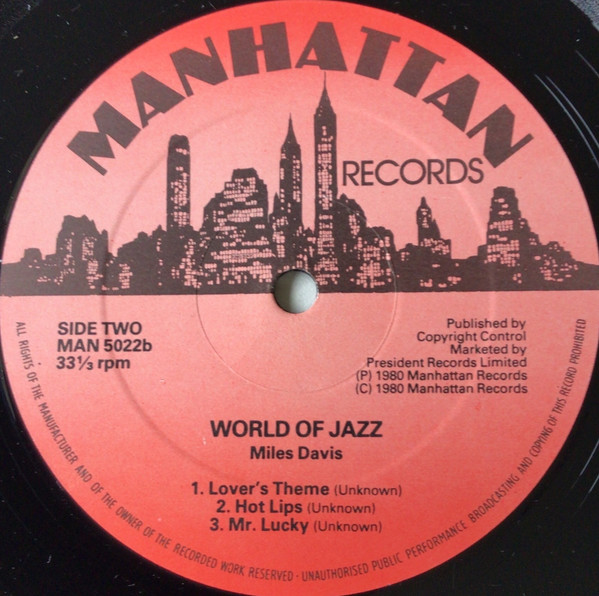 MANHATTAN
RECORDS
SIDE TWO
MAN 5022b
33⅓ rpm
Published by
Copyright Control
Marketed by
President Records Limited
(P) 1980 Manhattan Records
(C) 1980 Manhattan Records
WORLD OF JAZZ
Miles Davis
1. Lover's Theme (Unknown)
2. Hot Lips (Unknown)
3. Mr. Lucky (Unknown)
ALL RIGHTS OF THE MANUFACTURER AND OF THE OWNER OF THE RECORDED WORK RESERVED - UNAUTHORISED PUBLIC PERFORMANCE BROADCASTING AND COPYING OF THIS RECORD PROHIBITED